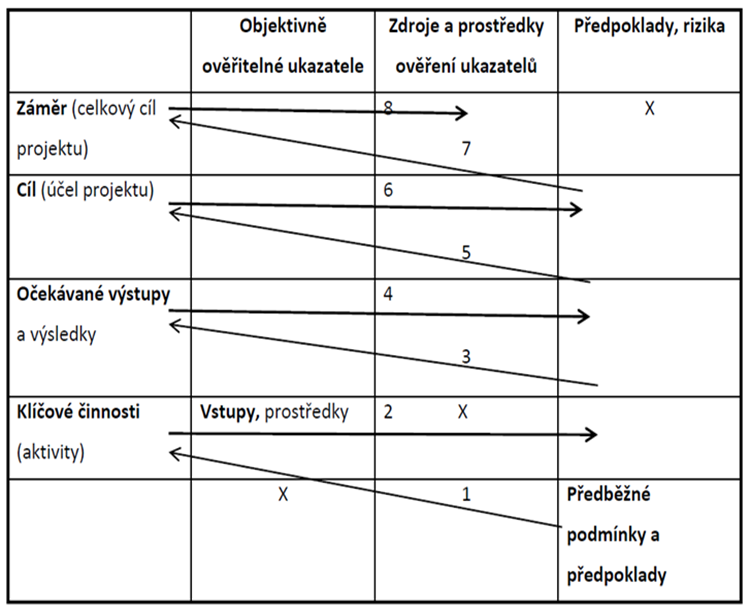 Objektivně
ověřitelné ukazatele
Zdroje a prostředky
ověření ukazatelů
Předpoklady, rizika
Záměr (celkový cíl
projektu)
8
7
X
Cíl (účel projektu)
6
5
Očekávané výstupy
a výsledky
4
3
Klíčové činnosti
(aktivity)
Vstupy, prostředky
2
X
X
1
Předběžné
podmínky a
předpoklady